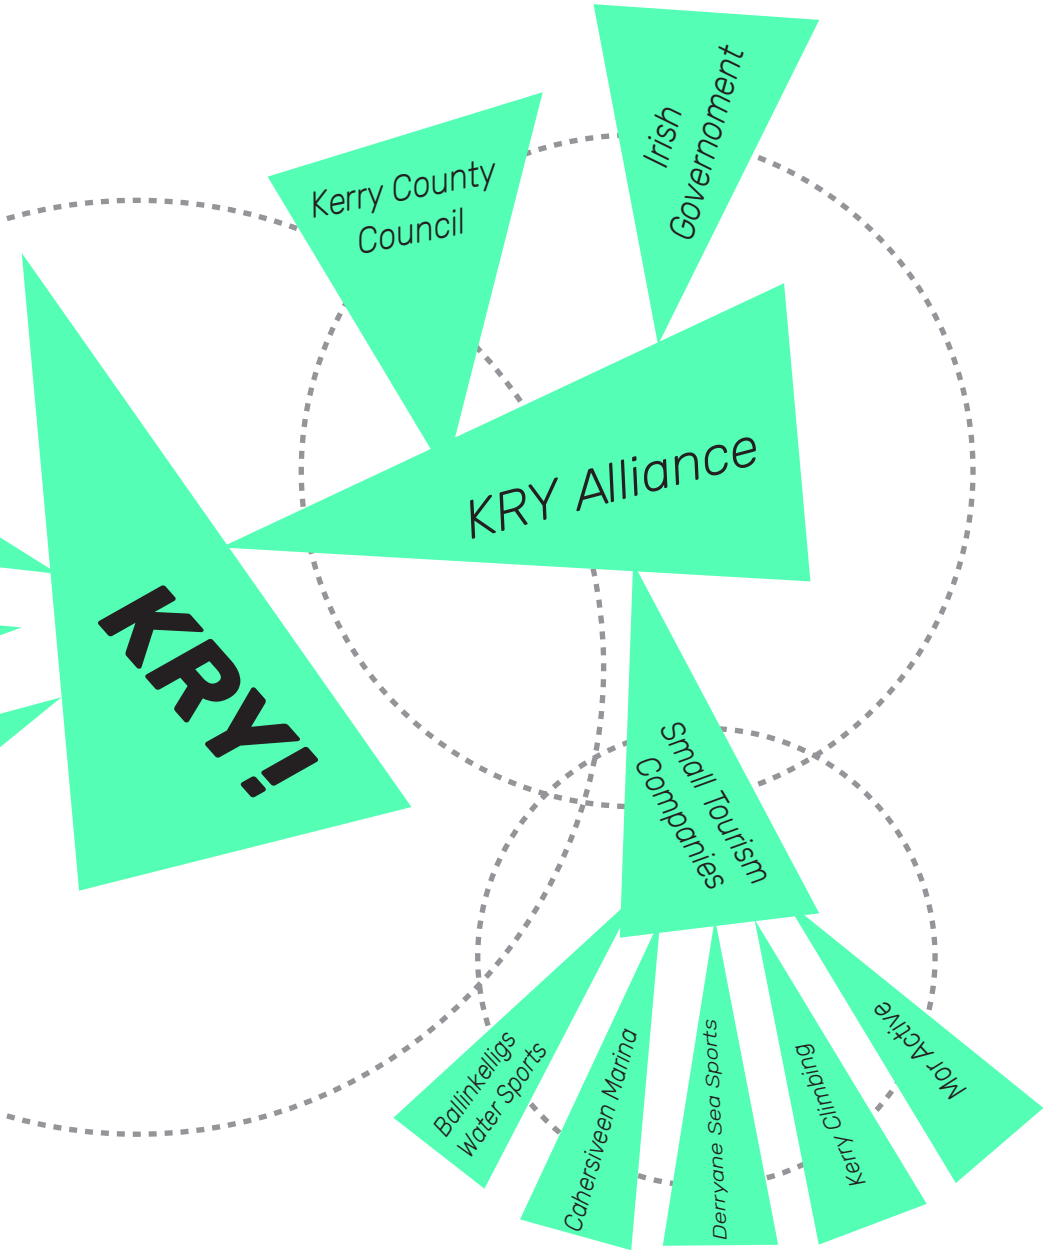 Irish
Governoment
Kerry County
Council
KRY Alliance
KRY!
Small Tourism
Companies
Ballinkelligs
Water Sports
Cahersiveen Marina
Derryane Sea Sports
Kerry Climbing
Mor Active